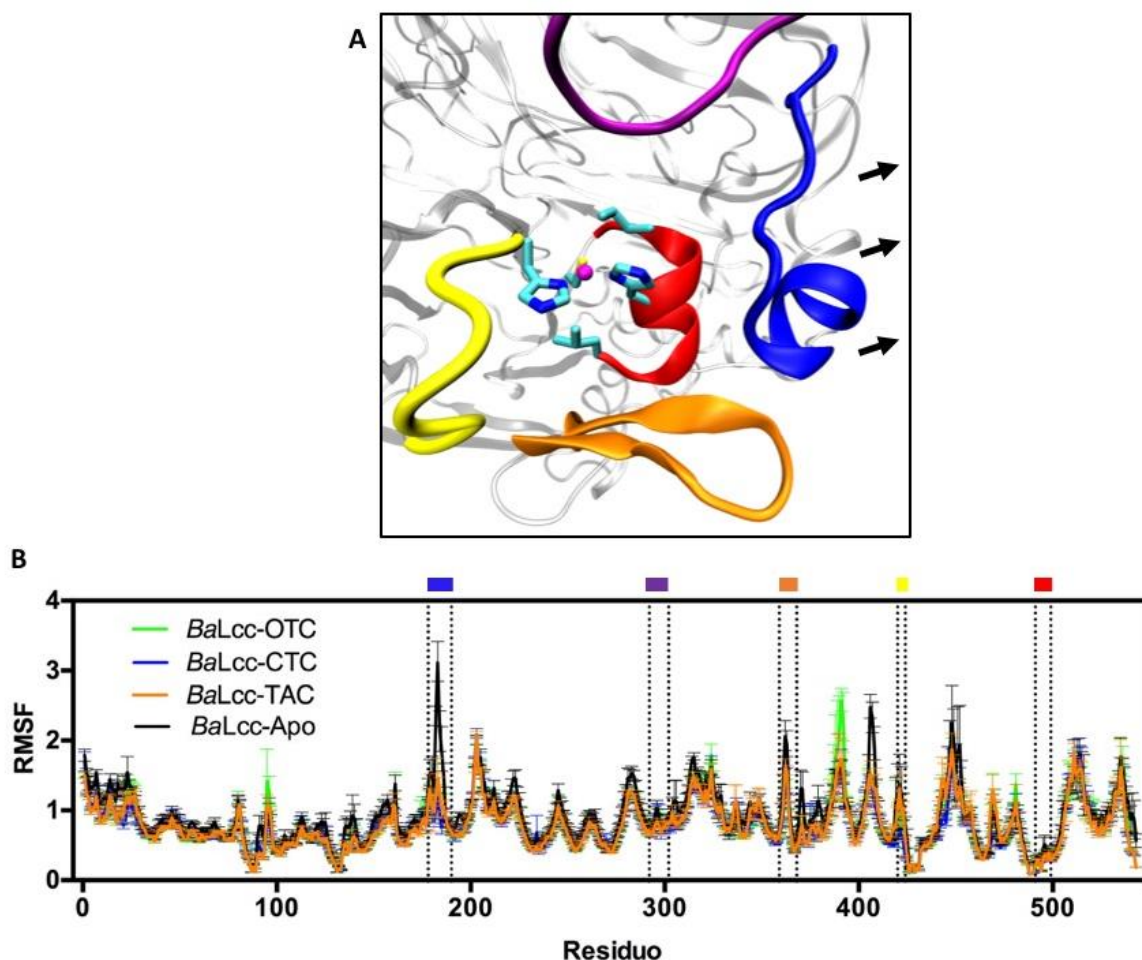 A
B
4
3
2
1
0
RMSF
BaLcc-OTC
BaLcc-CTC
BaLcc-TAC
BaLcc-Apo
0 100 200 300 400 500
Residuo